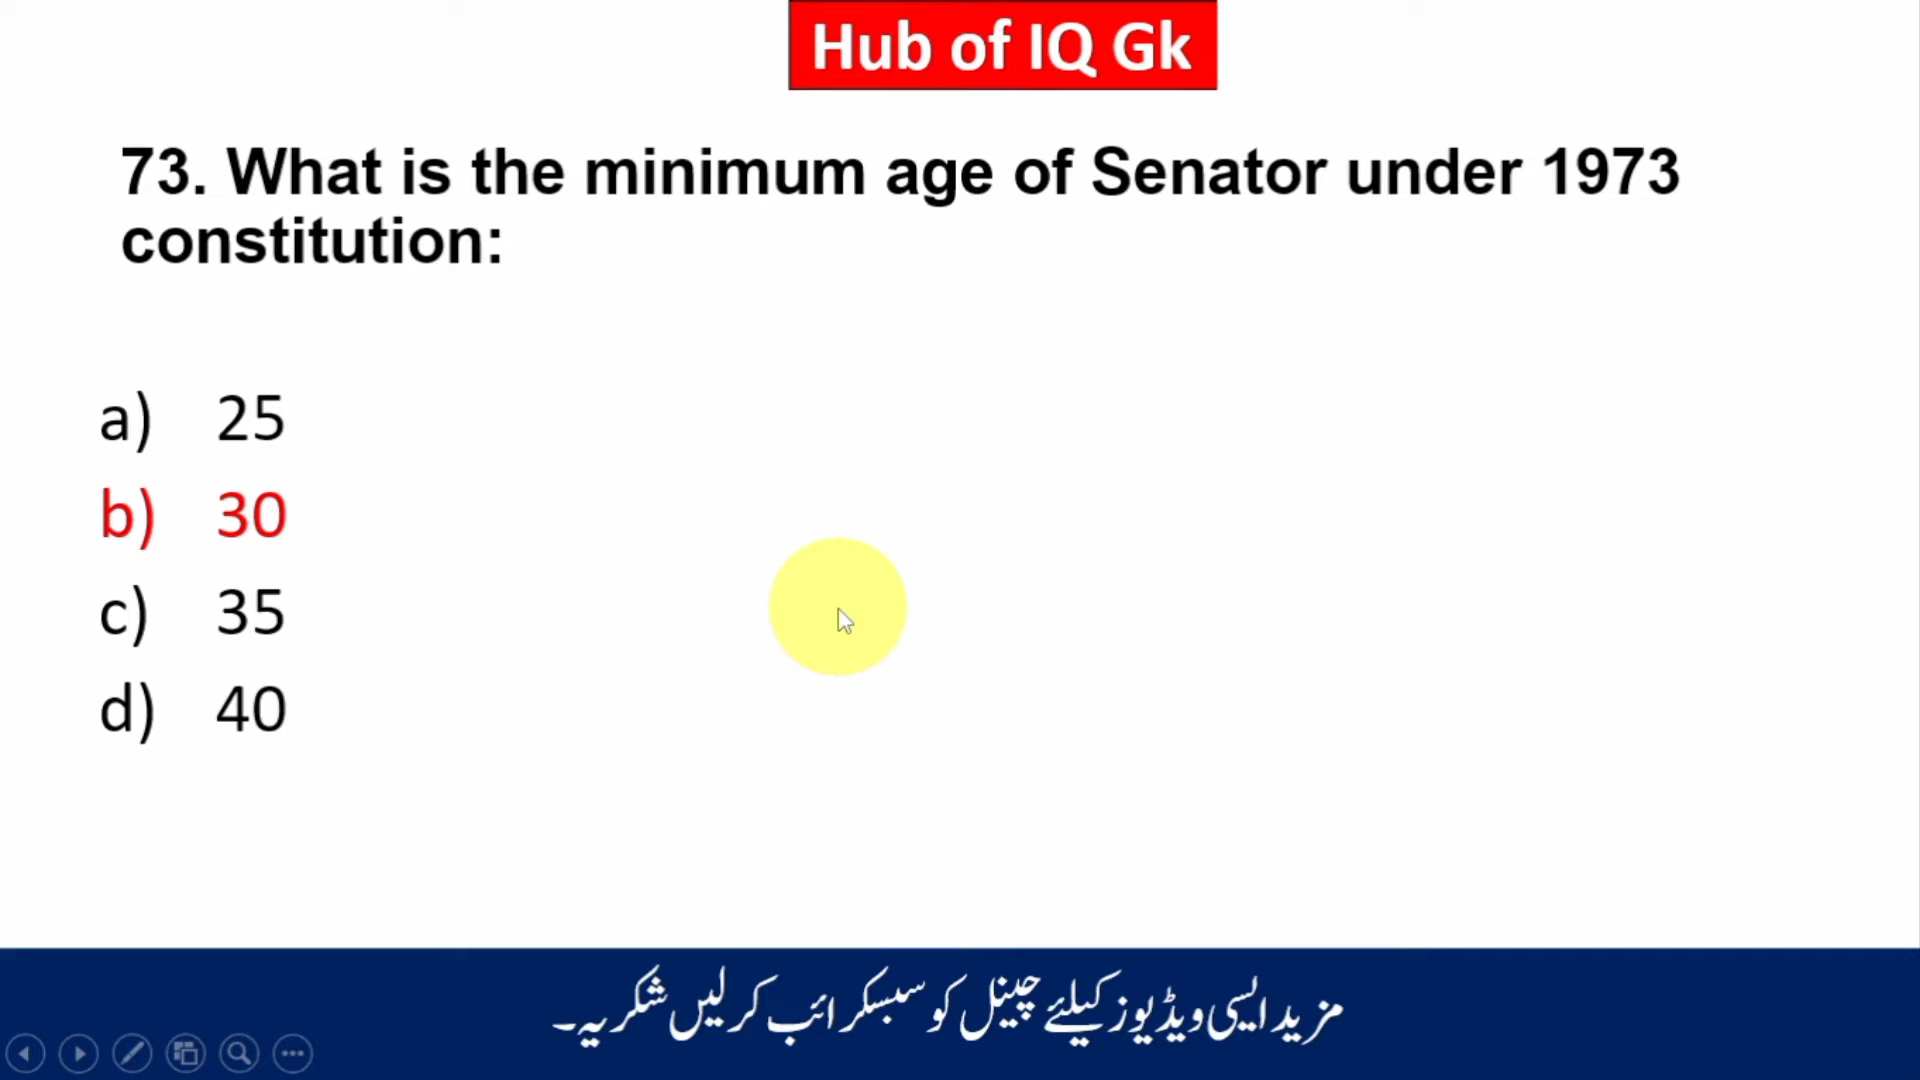 Hub of IQ Gk
73. What is the minimum age of Senator under 1973
constitution:
a) 25
b) 30
c) 35
d) 40
مزید ایسی ویڈیوز کیلئے چینل کو سبسکرائب کرلیں شکریہ۔